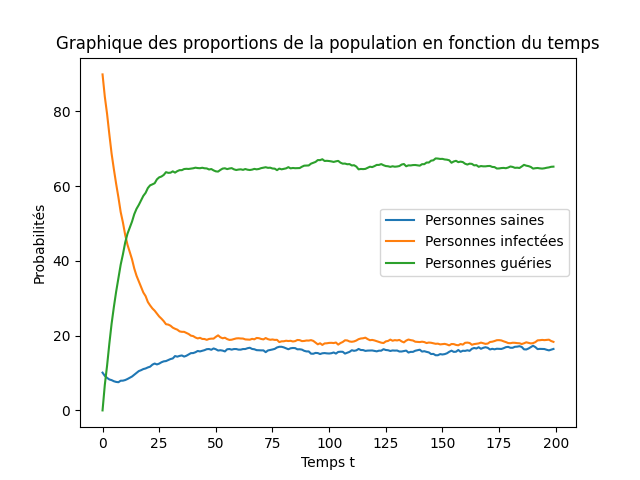 Graphique des proportions de la population en fonction du temps
Probabilités
80
60
40
20
0
Personnes saines
Personnes infectées
Personnes guéries
0 25 50 75 100 125 150 175 200
Temps t